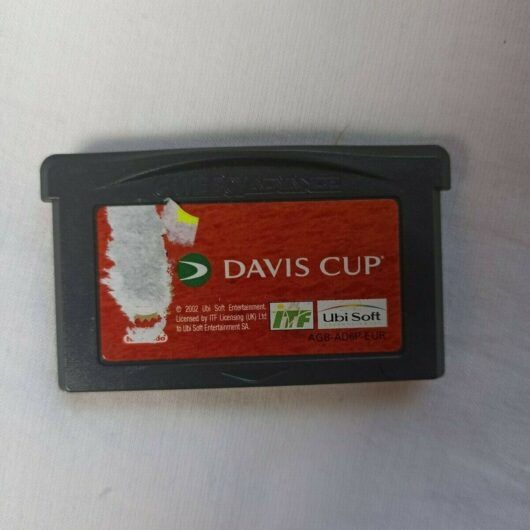 GAME BOY ADVANCE
DAVIS CUP
© 2002 Ubi Soft Entertainment.
Licensed by ITF Licensing (UK) Ltd
to Ubi Soft Entertainment SA.
ITF
Ubi Soft
AGB-AD6P-EUR